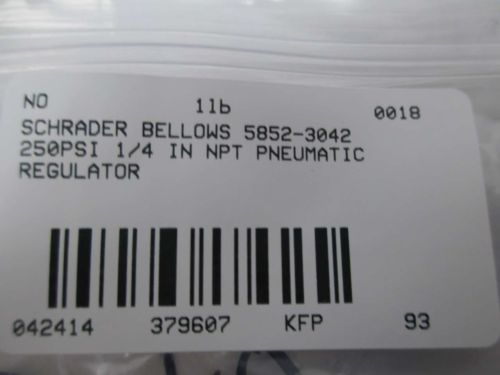 NO 1lb 0018
SCHRADER BELLOWS 5852-3042
250PSI 1/4 IN NPT PNEUMATIC
REGULATOR
042414 379607 KFP 93